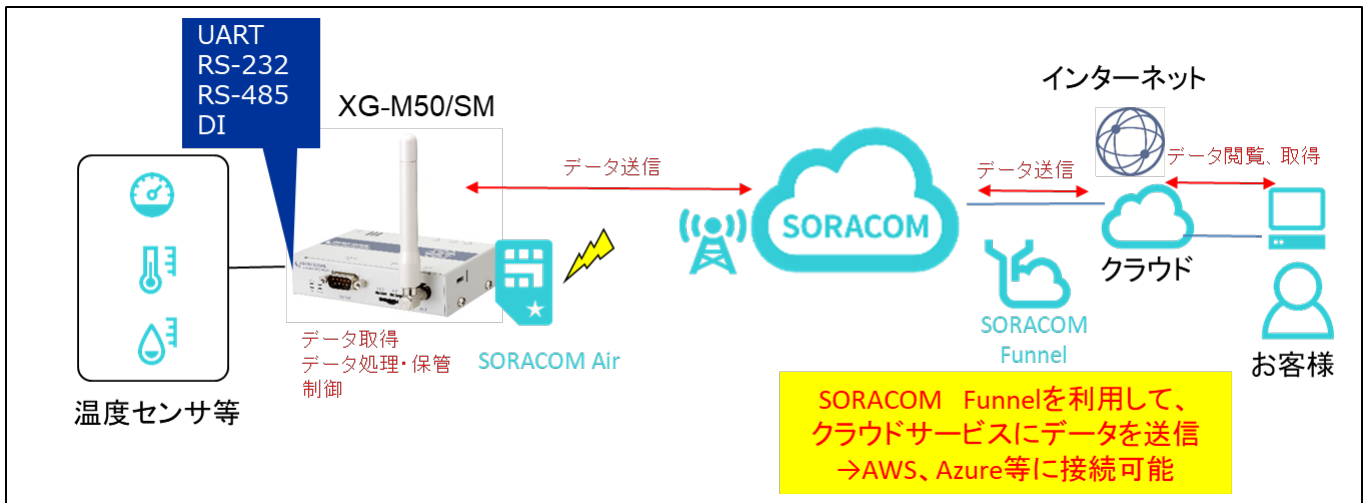 UART
RS-232
RS-485
DI
XG-M50/SM
温度センサ等
データ取得
データ処理・保管
制御
SORACOM Air
データ送信
SORACOM
データ送信
SORACOM
Funnel
インターネット
クラウド
データ閲覧、取得
お客様
SORACOM Funnelを利用して、
クラウドサービスにデータを送信
→AWS、Azure等に接続可能